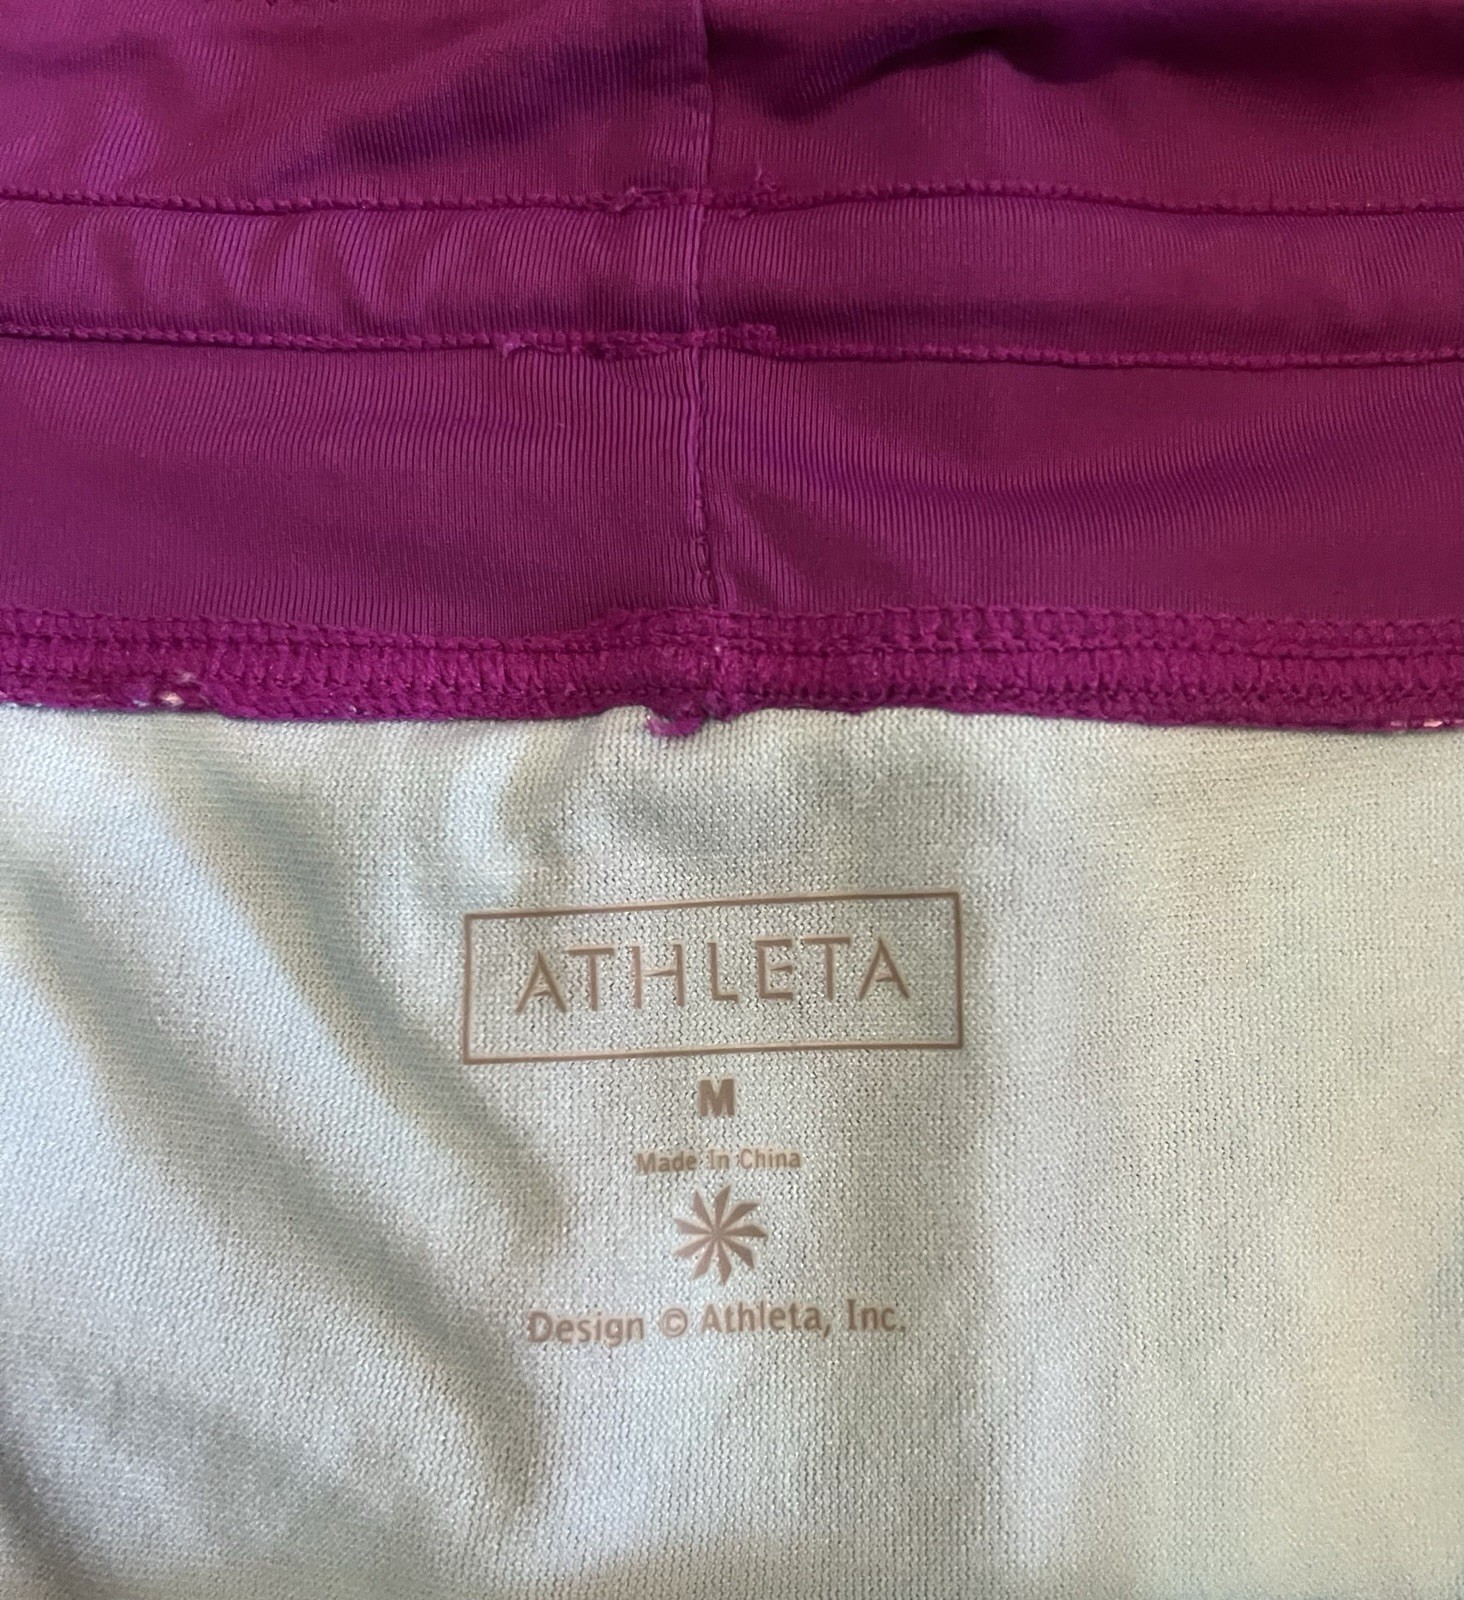 ATHLETA
M
Made In China
Design © Athleta, Inc.